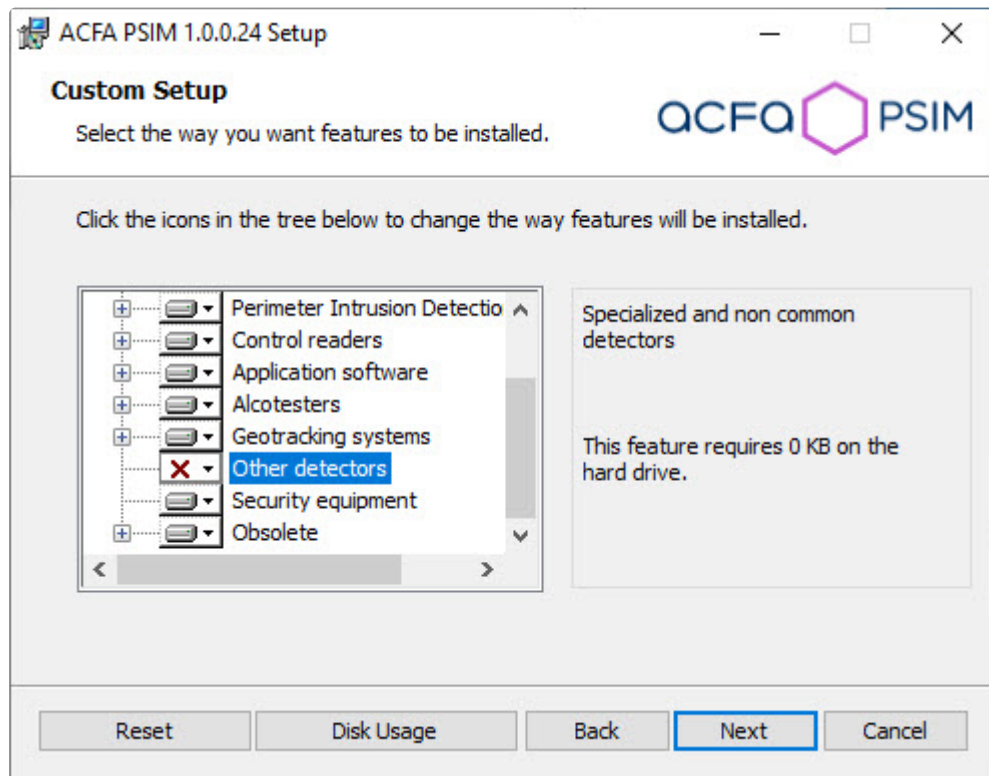 ACFA PSIM 1.0.0.24 Setup
Custom Setup
Select the way you want features to be installed.
acfa PSIM
Click the icons in the tree below to change the way features will be installed.
Perimeter Intrusion Detectio
Control readers
Application software
Alcotesters
Geotracking systems
Other detectors
Security equipment
Obsolete
Specialized and non common
detectors
This feature requires 0 KB on the
hard drive.
Reset
Disk Usage
Back
Next
Cancel